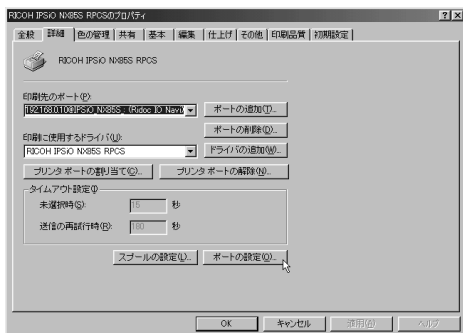 RICOH IPSiO NX85S RPCSのプロパティ
全般 詳細 色の管理 共有 基本 編集 仕上げ その他 印刷品質 初期設定
RICOH IPSiO NX85S RPCS
印刷先のポート(P):
ポートの追加(T)...
ポートの削除(D)...
印刷に使用するドライバ(U):
RICOH IPSiO NX85S RPCS ドライバの追加(W)...
プリンタ ポートの割り当て(C)... プリンタ ポートの解除(N)...
タイムアウト設定
未選択時(S): 15 秒
送信の再試行時(R): 180 秒
スプールの設定(L)... ポートの設定(O)...
OK キャンセル 適用(A) ヘルプ